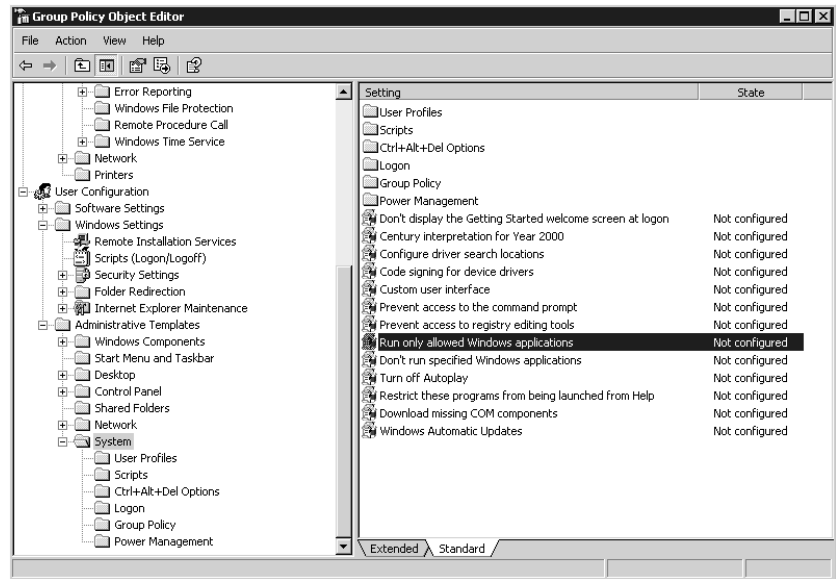 Group Policy Object Editor
File Action View Help
Error Reporting
Windows File Protection
Remote Procedure Call
Windows Time Service
Network
Printers
User Configuration
Software Settings
Windows Settings
Remote Installation Services
Scripts (Logon/Logoff)
Security Settings
Folder Redirection
Internet Explorer Maintenance
Administrative Templates
Windows Components
Start Menu and Taskbar
Desktop
Control Panel
Shared Folders
Network
System
User Profiles
Scripts
Ctrl+Alt+Del Options
Logon
Group Policy
Power Management
Setting State
User Profiles
Scripts
Ctrl+Alt+Del Options
Logon
Group Policy
Power Management
Don't display the Getting Started welcome screen at logon Not configured
Century interpretation for Year 2000 Not configured
Configure driver search locations Not configured
Code signing for device drivers Not configured
Custom user interface Not configured
Prevent access to the command prompt Not configured
Prevent access to registry editing tools Not configured
Run only allowed Windows applications Not configured
Don't run specified Windows applications Not configured
Turn off Autoplay Not configured
Restrict these programs from being launched from Help Not configured
Download missing COM components Not configured
Windows Automatic Updates Not configured
Extended Standard